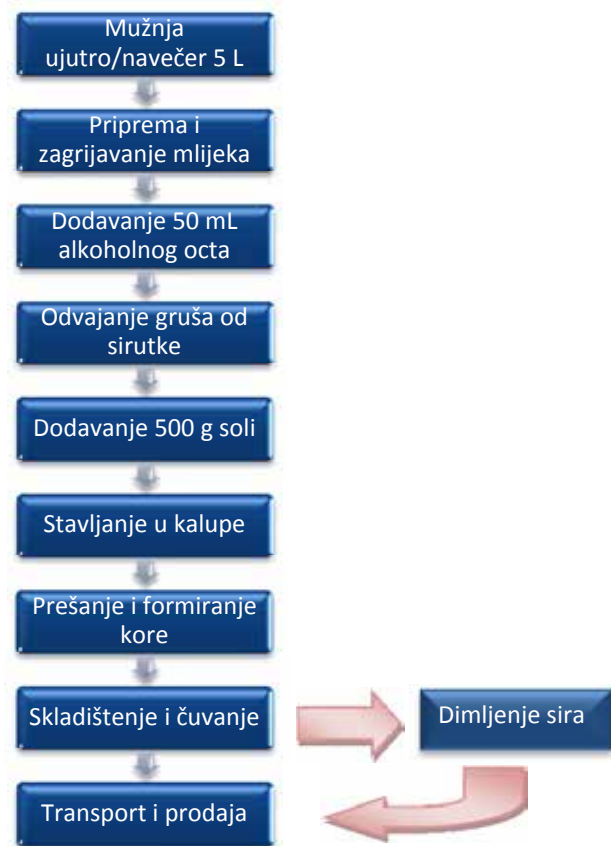 Mužnja
ujutro/navečer 5 L
Priprema i
zagrijavanje mlijeka
Dodavanje 50 mL
alkoholnog octa
Odvajanje gruša od
sirutke
Dodavanje 500 g soli
Stavljanje u kalupe
Prešanje i formiranje
kore
Skladištenje i čuvanje
Dimljenje sira
Transport i prodaja